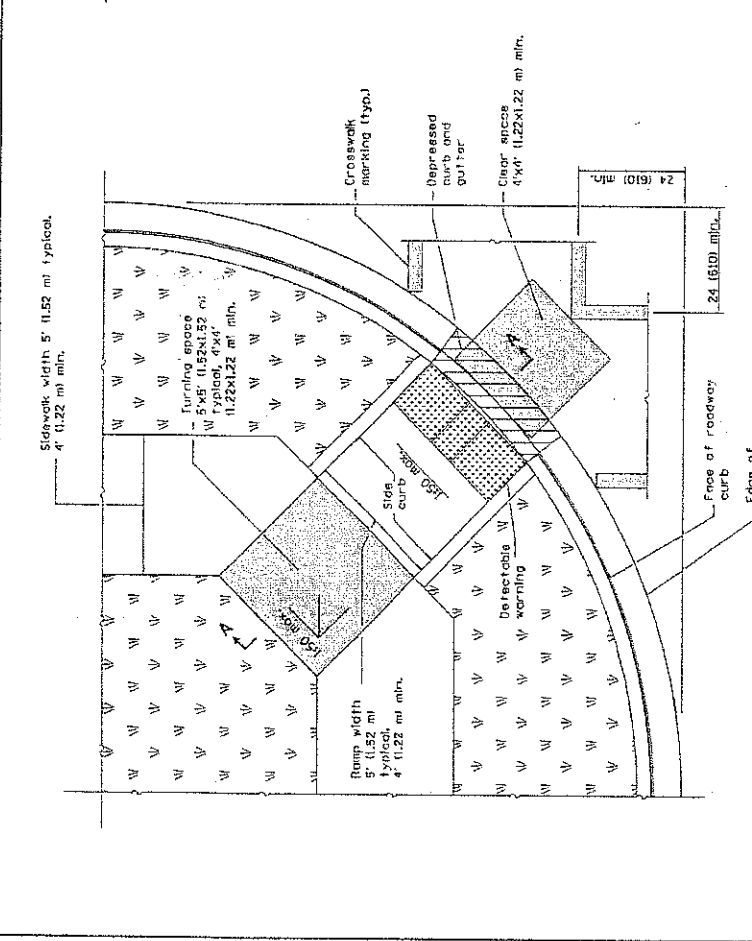 Sidewalk width 5' (1.52 m) typical,
4' (1.22 m) min.
Turning space
5'x5' (1.52x1.52 m)
typical, 4'x4'
(1.22x1.22 m) min.
Crosswalk
marking (typ.)
Depressed
curb and
gutter
Clear space
4'x4' (1.22x1.22 m) min.
A
1:50 max.
Side
curb
1:50 max.
A
24 (610) min.
24 (610) min.
Detectable
warning
Ramp width
5' (1.52 m)
typical,
4' (1.22 m) min.
Face of roadway
curb
Edge of